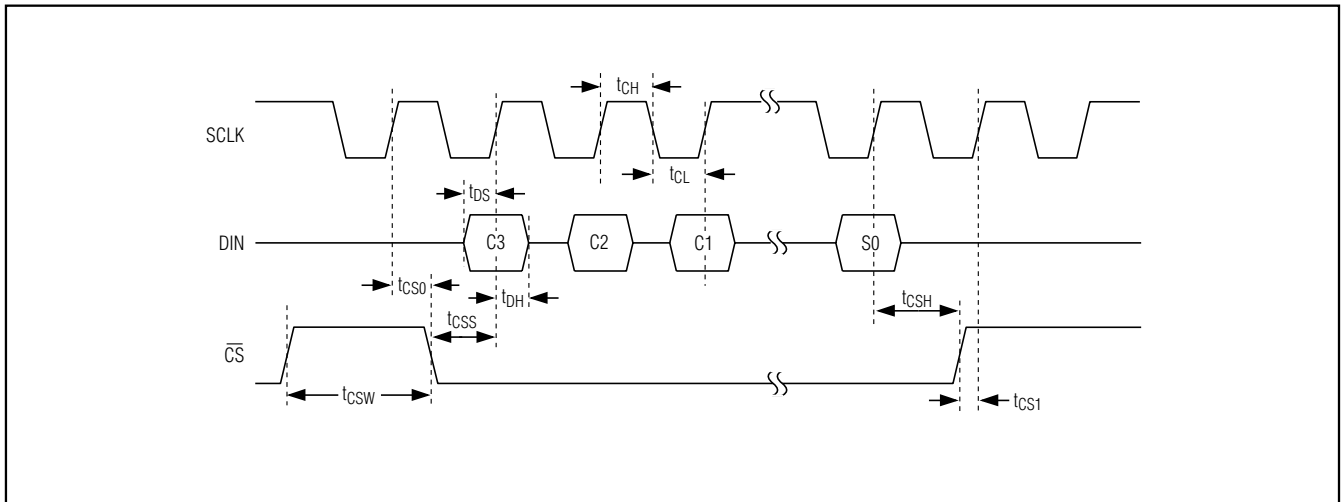 tCH
SCLK
tCL
tDS
DIN
C3
C2
C1
S0
tCS0
tDH
tCSH
tCSS
CS
tCSW
tCS1